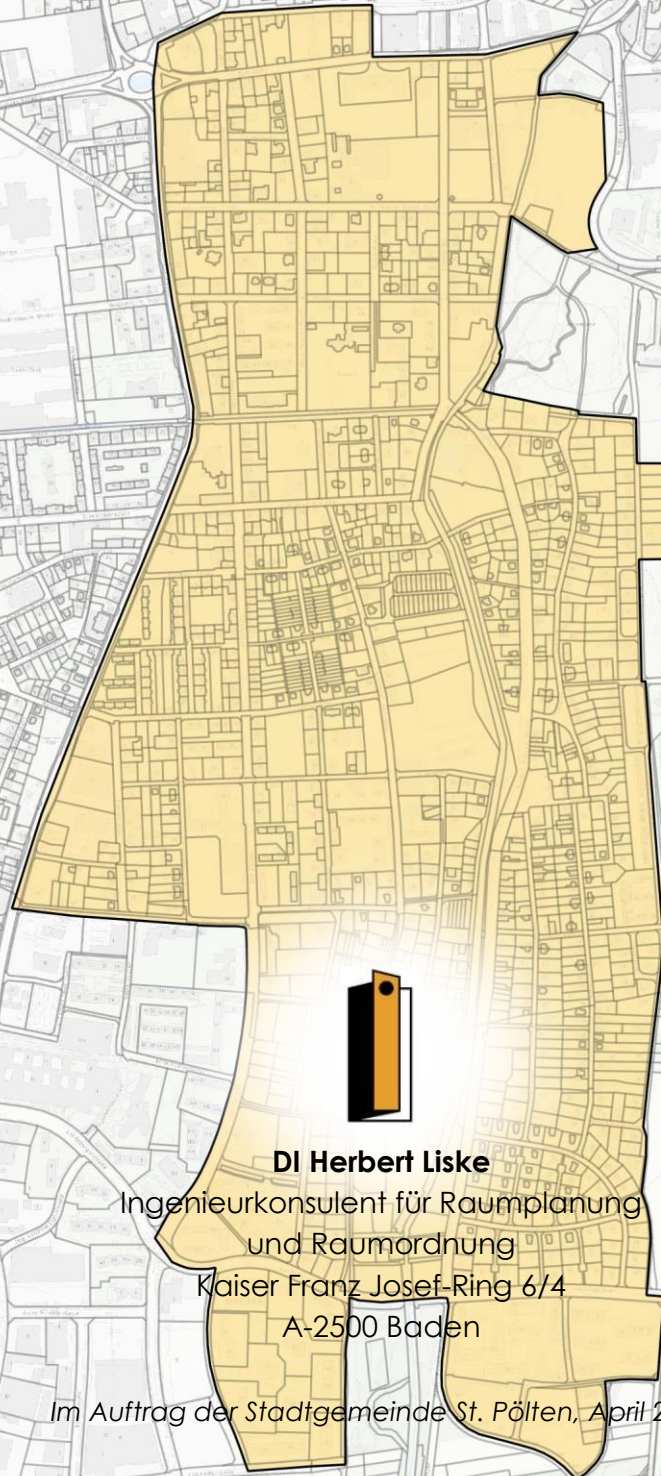 DI Herbert Liske
Ingenieurkonsulent für Raumplanung
und Raumordnung
Kaiser Franz Josef-Ring 6/4
A-2500 Baden
Im Auftrag der Stadtgemeinde St. Pölten, April 2